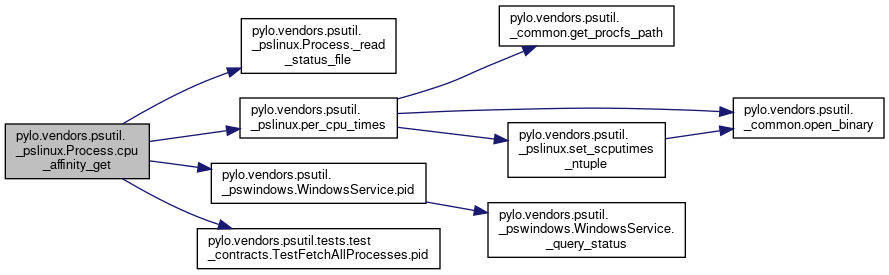 pylo.vendors.psutil.
_pslinux.Process.cpu
_affinity_get
pylo.vendors.psutil.
_pslinux.Process._read
_status_file
pylo.vendors.psutil.
_pslinux.per_cpu_times
pylo.vendors.psutil.
_common.get_procfs_path
pylo.vendors.psutil.
_common.open_binary
pylo.vendors.psutil.
_pslinux.set_scputimes
_ntuple
pylo.vendors.psutil.
_pswindows.WindowsService.pid
pylo.vendors.psutil.
_pswindows.WindowsService.
_query_status
pylo.vendors.psutil.tests.test
_contracts.TestFetchAllProcesses.pid